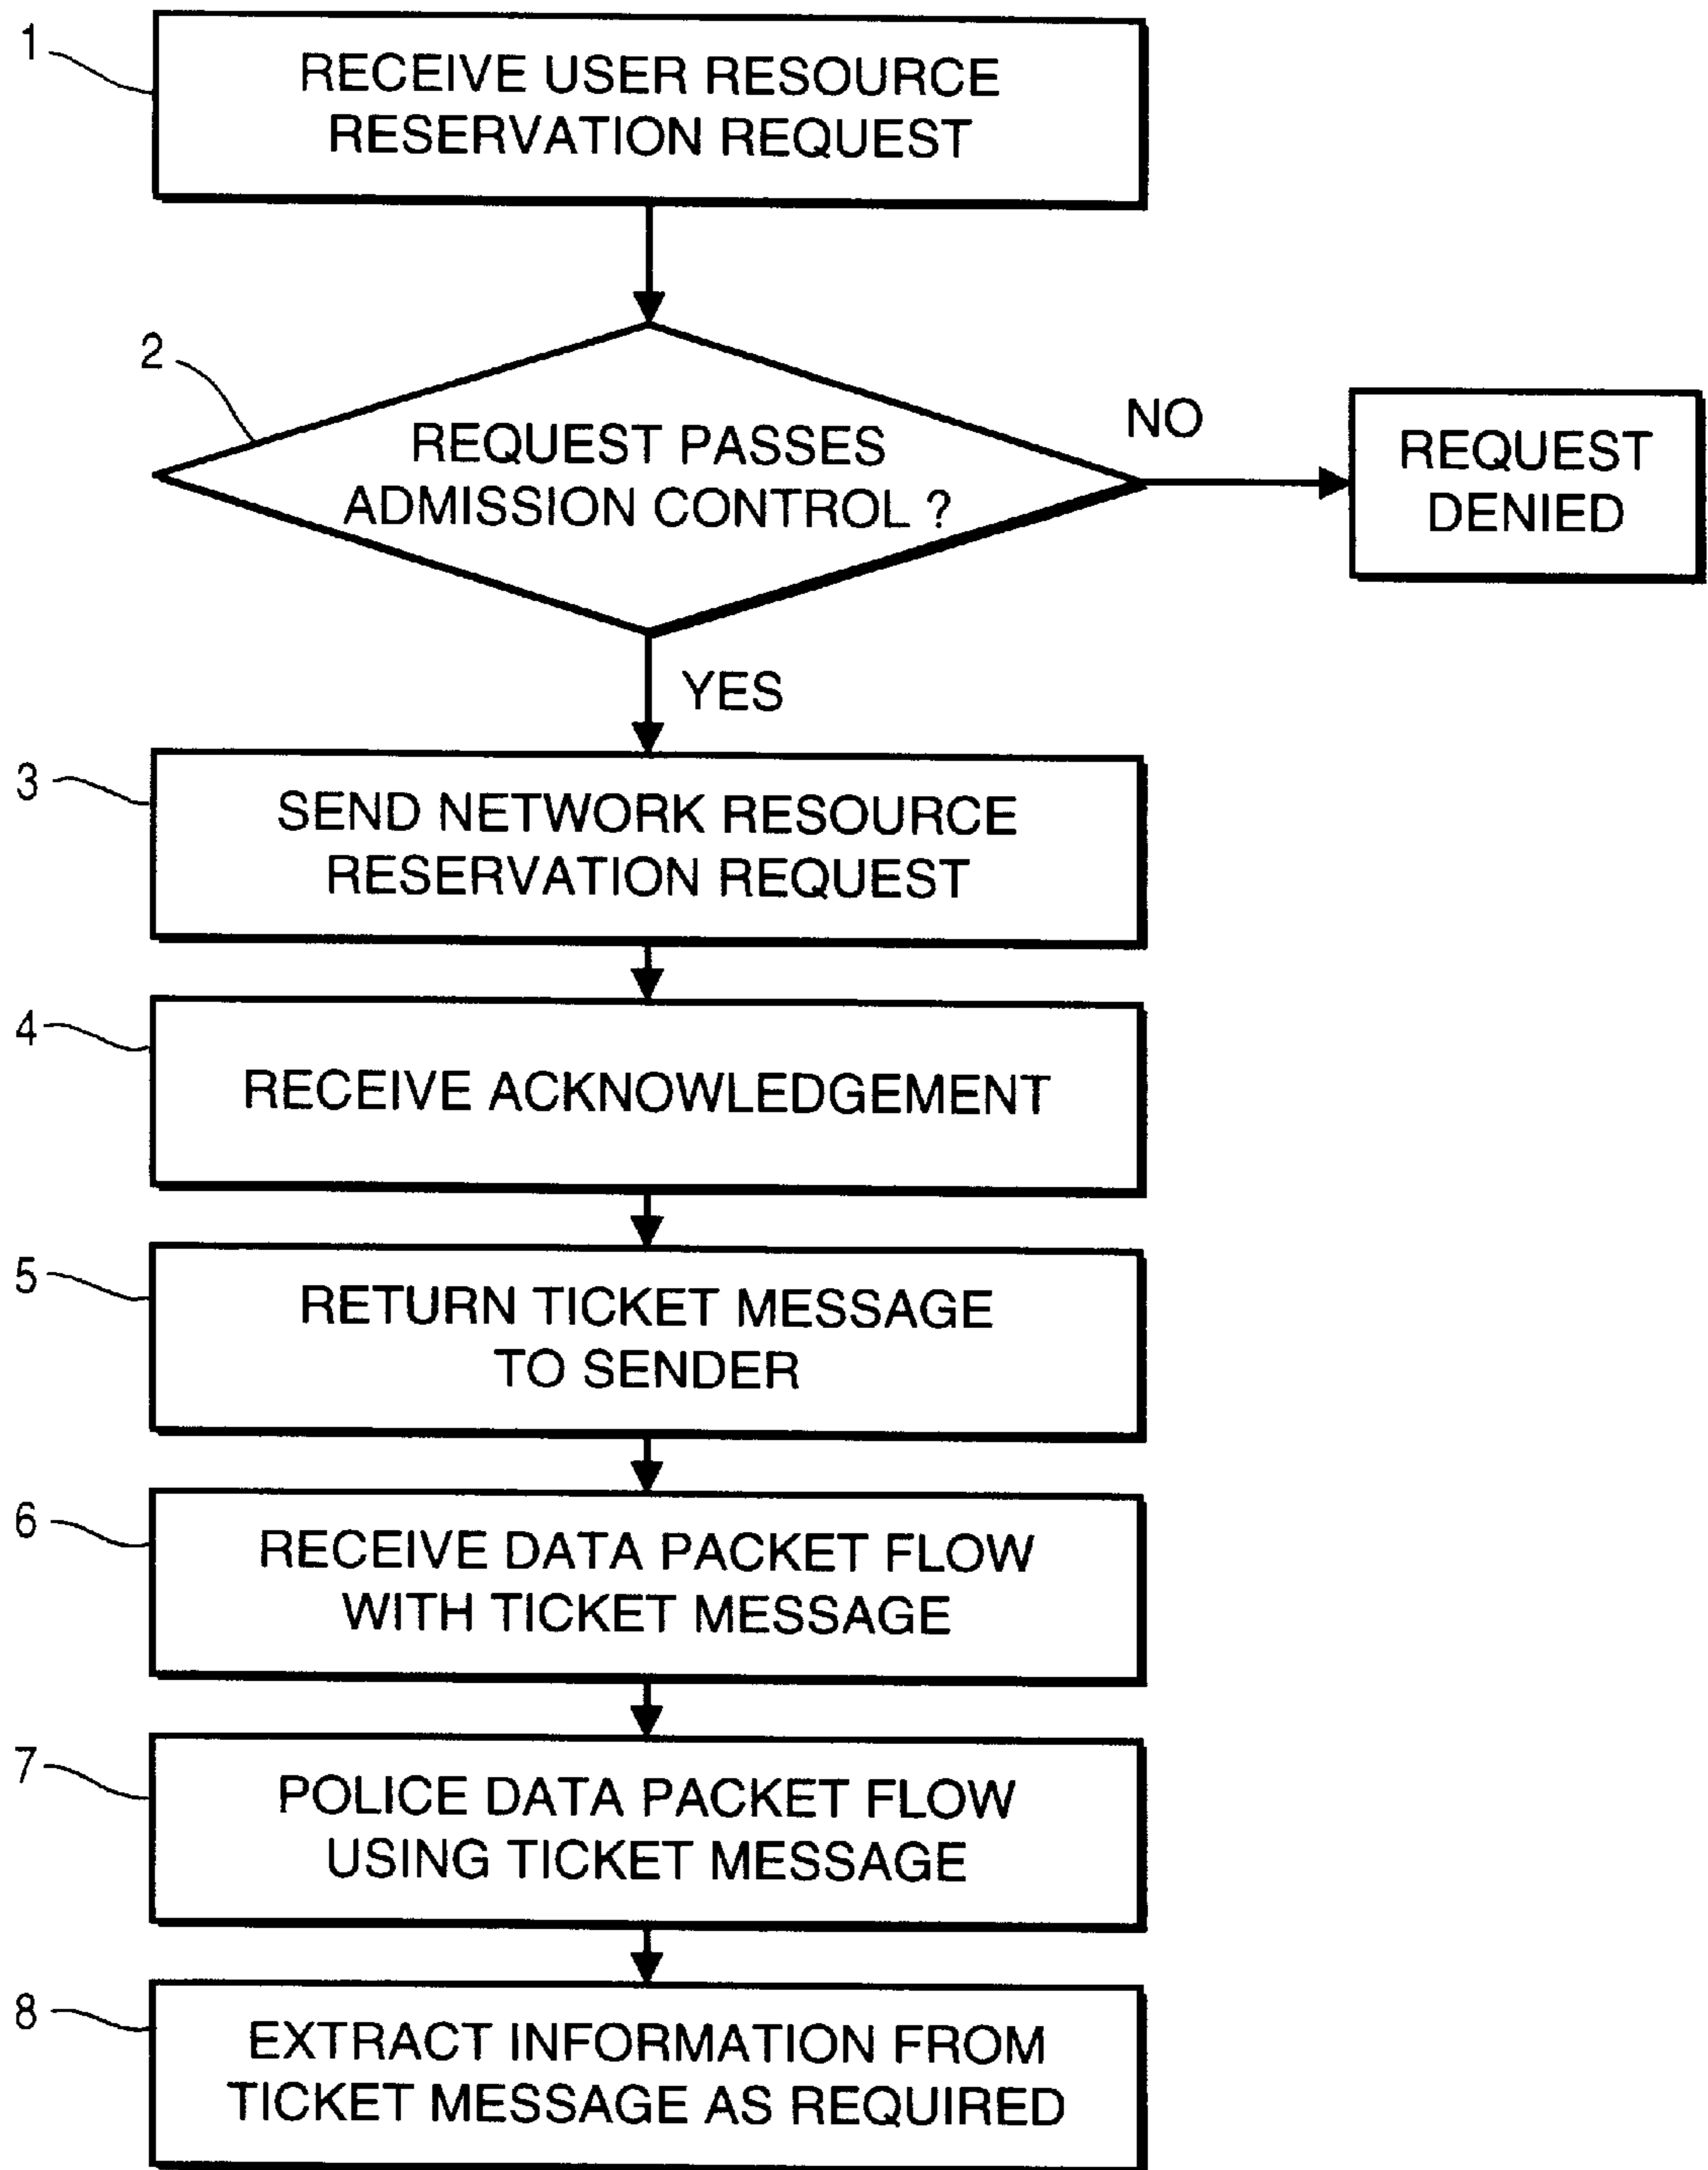 1
RECEIVE USER RESOURCE
RESERVATION REQUEST
2
REQUEST PASSES
ADMISSION CONTROL ?
NO
REQUEST
DENIED
YES
3
SEND NETWORK RESOURCE
RESERVATION REQUEST
4
RECEIVE ACKNOWLEDGEMENT
5
RETURN TICKET MESSAGE
TO SENDER
6
RECEIVE DATA PACKET FLOW
WITH TICKET MESSAGE
7
POLICE DATA PACKET FLOW
USING TICKET MESSAGE
8
EXTRACT INFORMATION FROM
TICKET MESSAGE AS REQUIRED